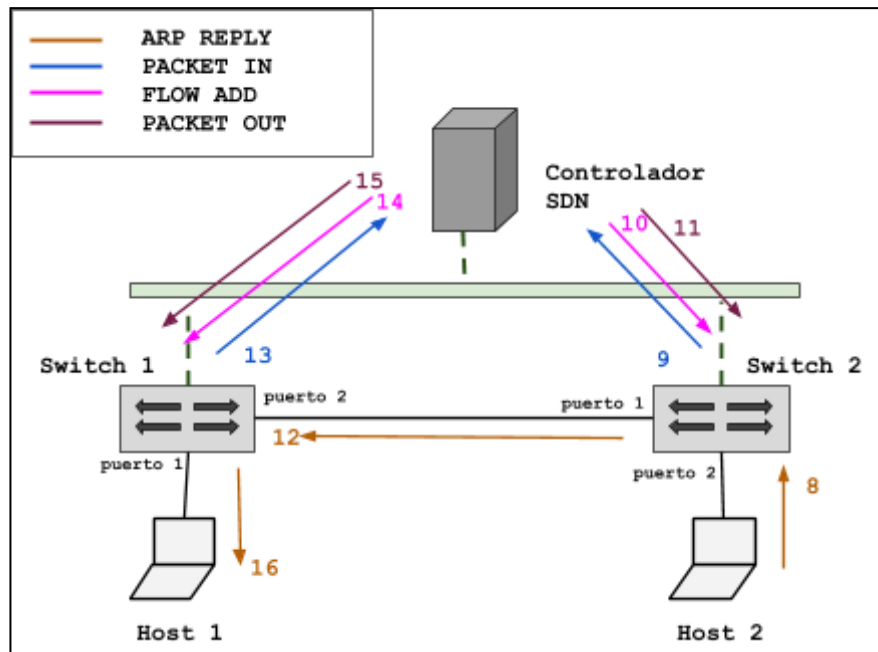 ARP REPLY
PACKET IN
FLOW ADD
PACKET OUT
Controlador
SDN
15
14
10
11
13
9
Switch 1
Switch 2
puerto 2
puerto 1
12
puerto 1
puerto 2
8
16
Host 1
Host 2